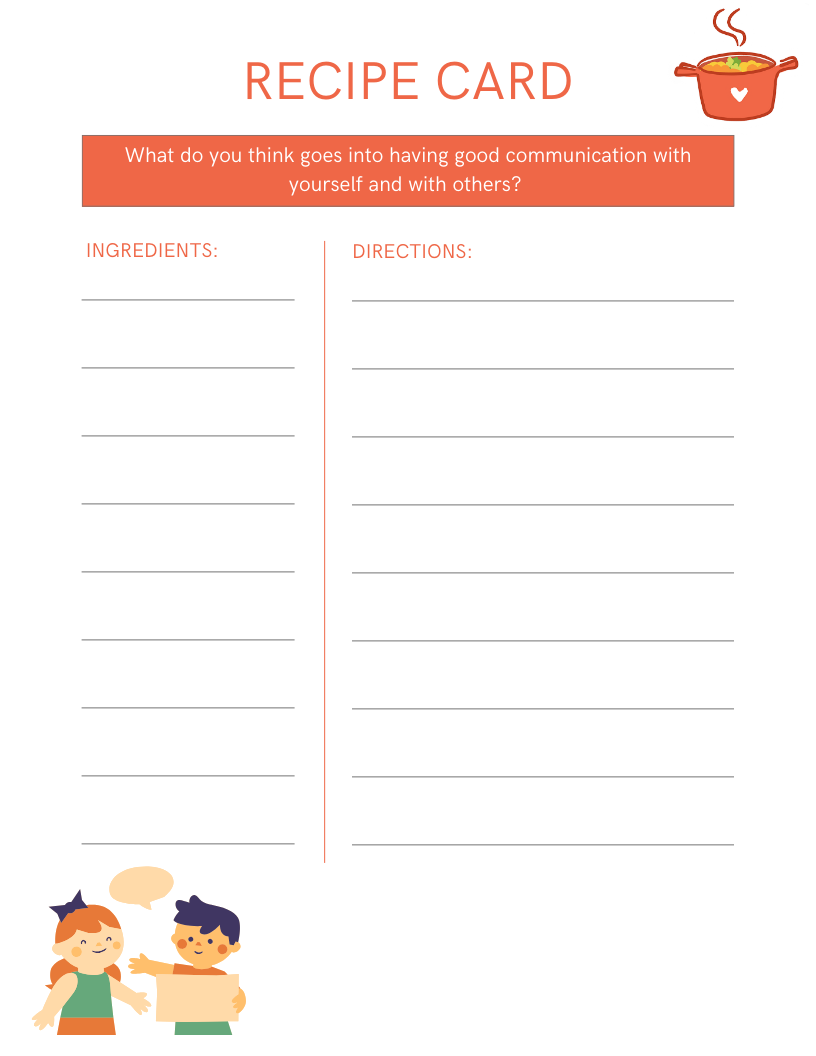 RECIPE CARD
What do you think goes into having good communication with
yourself and with others?
INGREDIENTS:
DIRECTIONS: